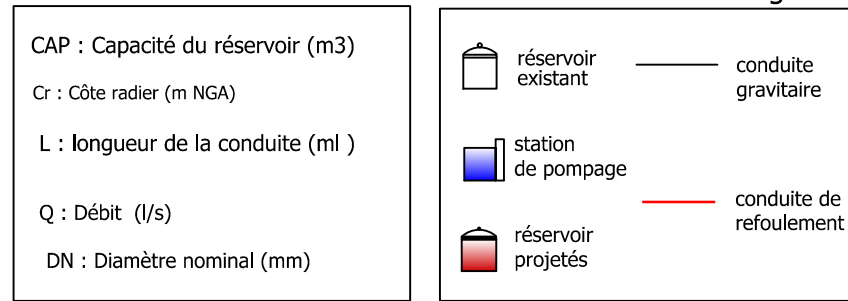 CAP : Capacité du réservoir (m3)
Cr : Côte radier (m NGA)
L : longueur de la conduite (ml )
Q : Débit (l/s)
DN : Diamètre nominal (mm)
réservoir
existant
conduite
gravitaire
station
de pompage
conduite de
refoulement
réservoir
projetés